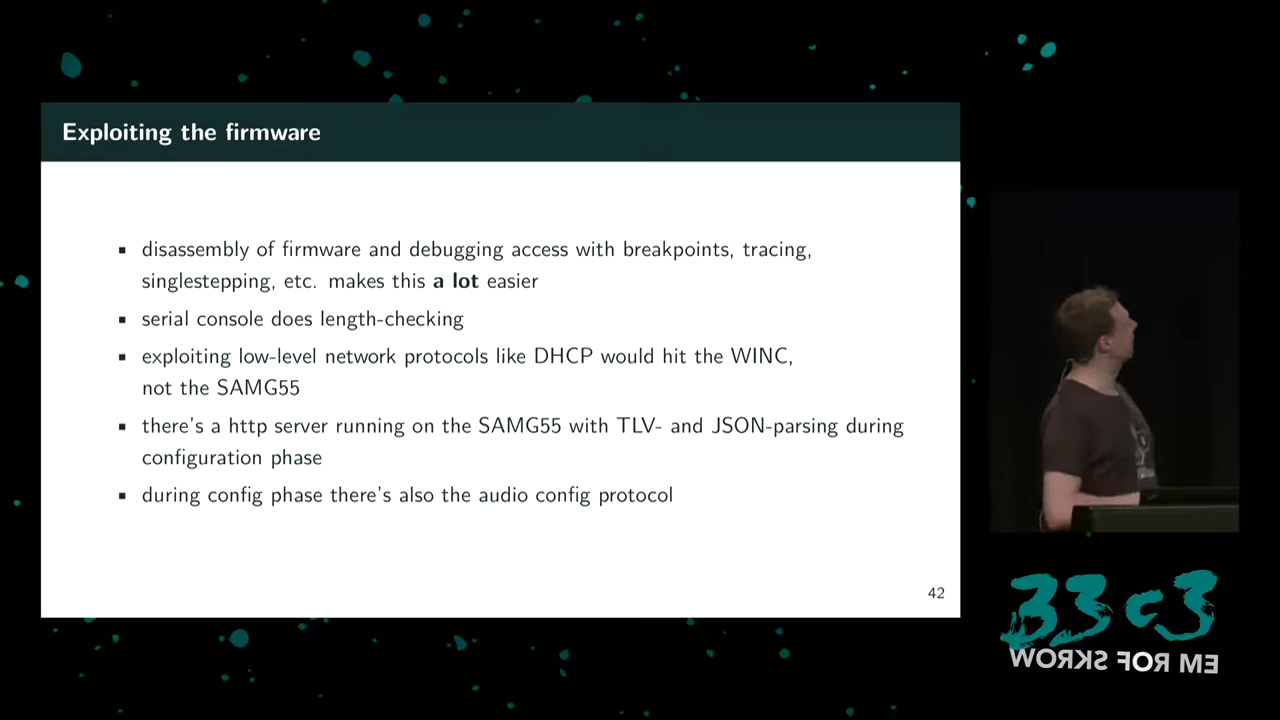 Exploiting the firmware
▪ disassembly of firmware and debugging access with breakpoints, tracing,
singlestepping, etc. makes this a lot easier
▪ serial console does length-checking
▪ exploiting low-level network protocols like DHCP would hit the WINC,
not the SAMG55
▪ there's a http server running on the SAMG55 with TLV- and JSON-parsing during
configuration phase
▪ during config phase there's also the audio config protocol
42
33c3
WORKS FOR ME